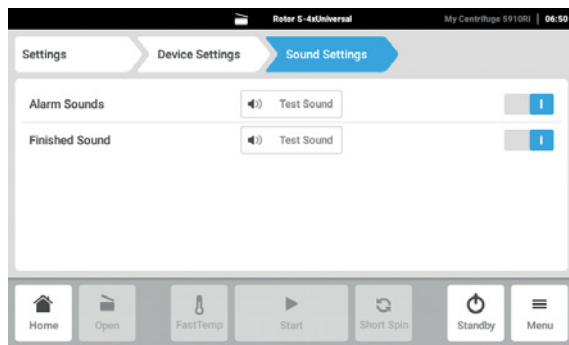 Rotor S-4xUniversal My Centrifuge 5910Ri | 06:50
Settings Device Settings Sound Settings
Alarm Sounds Test Sound I
Finished Sound Test Sound I
Home Open FastTemp Start Short Spin Standby Menu